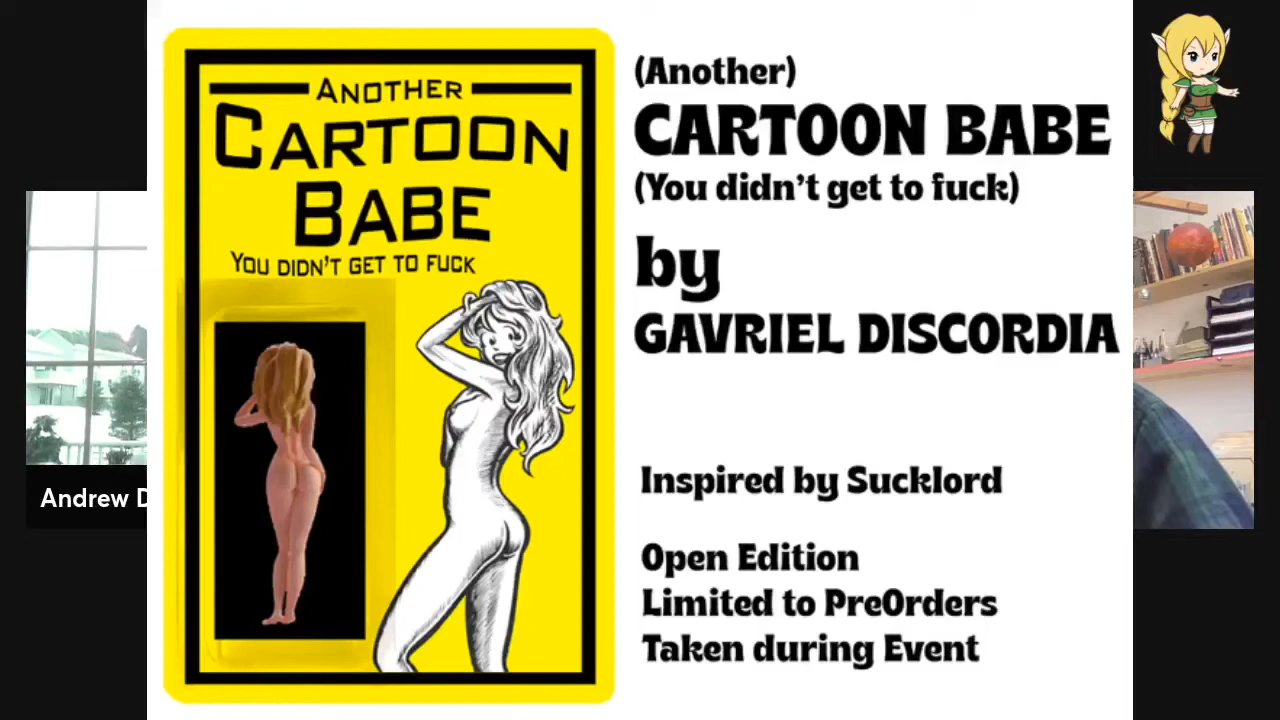 ANOTHER
CARTOON
BABE
YOU DIDN'T GET TO FUCK
(Another)
CARTOON BABE
(You didn't get to fuck)
by
GAVRIEL DISCORDIA
Inspired by Sucklord
Open Edition
Limited to PreOrders
Taken during Event
Andrew D